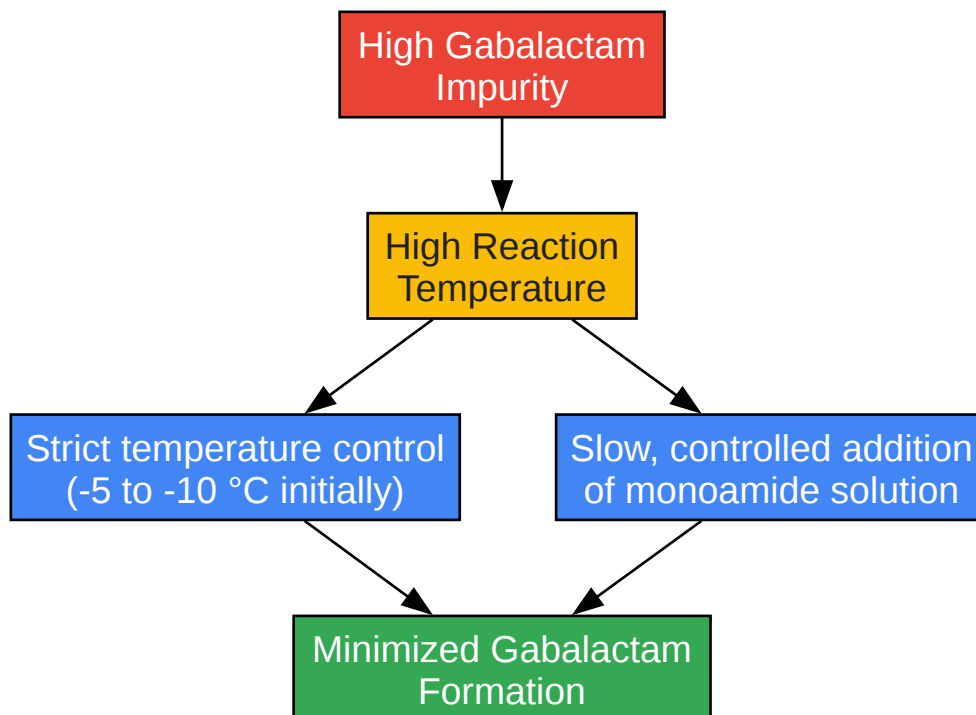 High Gabalactam
Impurity
High Reaction
Temperature
Strict temperature control
(-5 to -10 °C initially)
Slow, controlled addition
of monoamide solution
Minimized Gabalactam
Formation